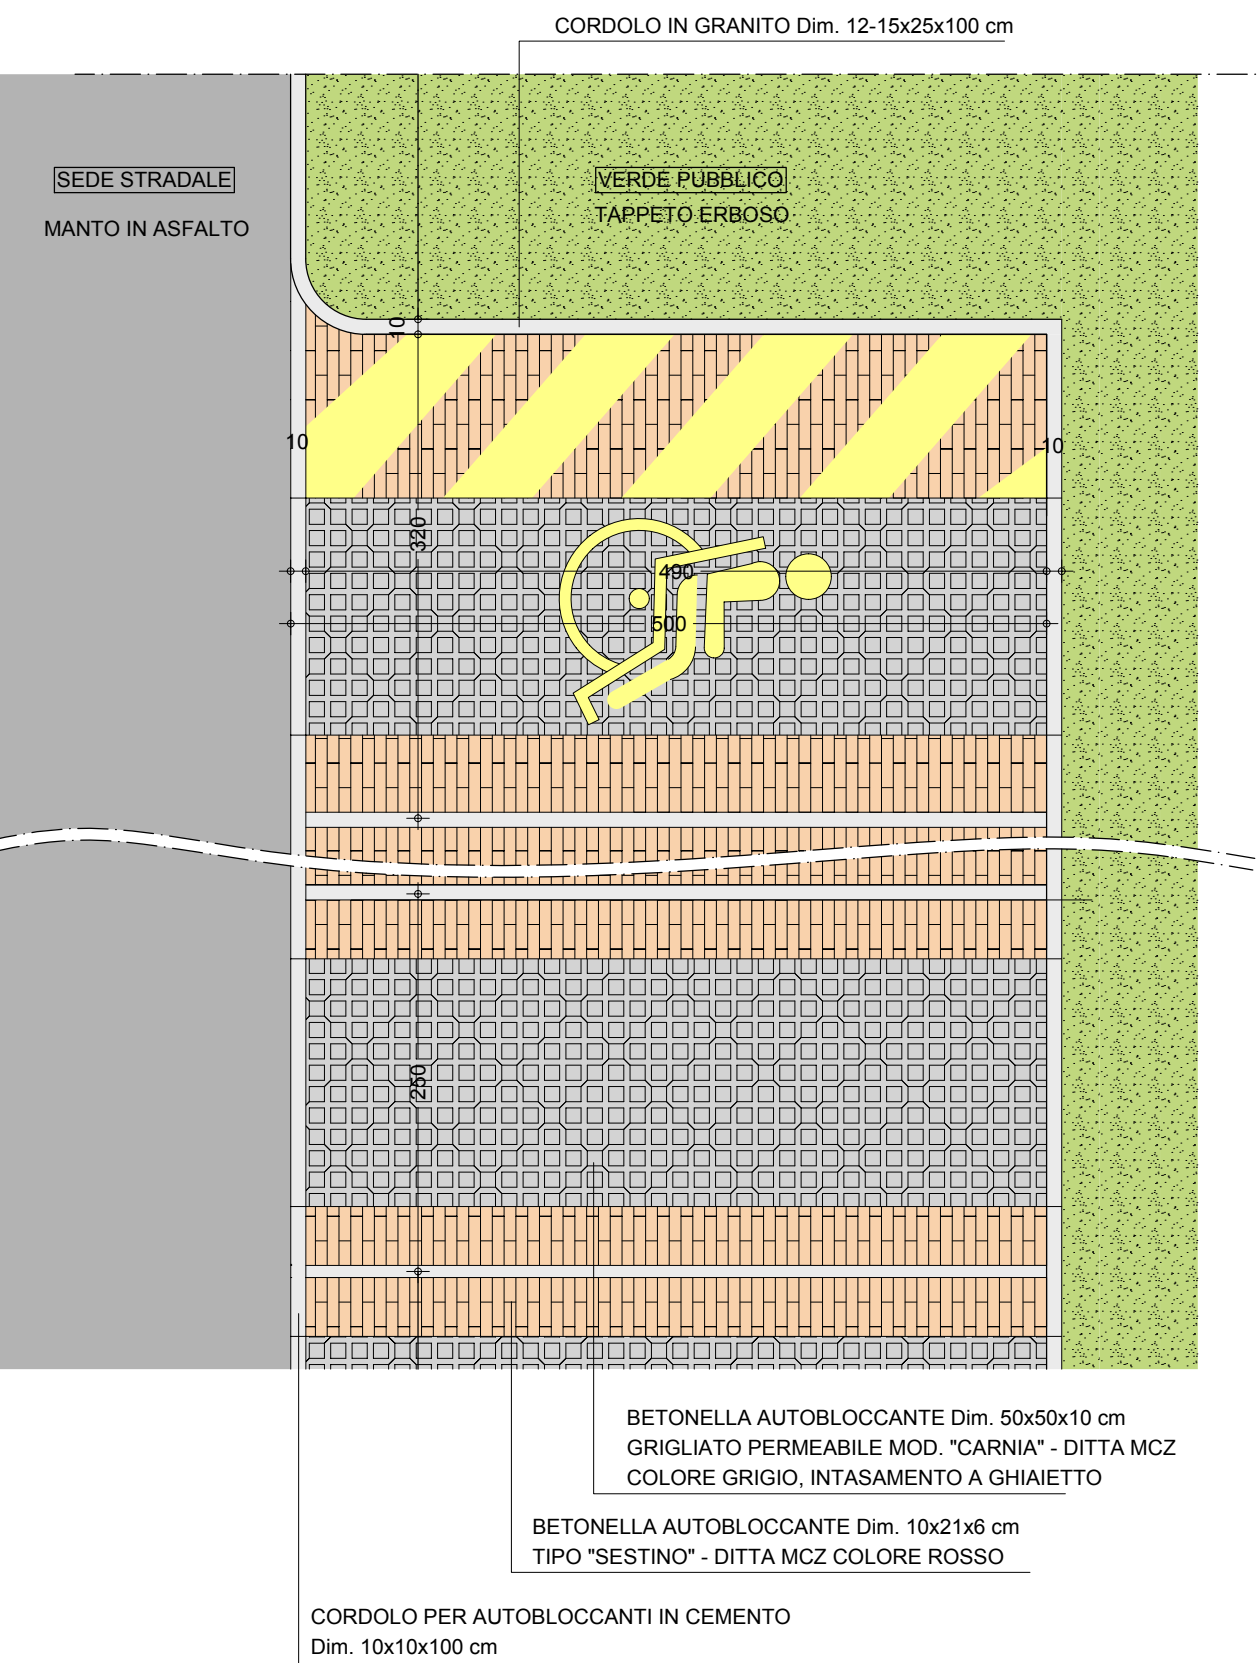 CORDOLO IN GRANITO Dim. 12-15x25x100 cm
SEDE STRADALE
MANTO IN ASFALTO
VERDE PUBBLICO
TAPPETO ERBOSO
10
10
10
320
490
500
250
BETONELLA AUTOBLOCCANTE Dim. 50x50x10 cm
GRIGLIATO PERMEABILE MOD. "CARNIA" - DITTA MCZ
COLORE GRIGIO, INTASAMENTO A GHIAIETTO
BETONELLA AUTOBLOCCANTE Dim. 10x21x6 cm
TIPO "SESTINO" - DITTA MCZ COLORE ROSSO
CORDOLO PER AUTOBLOCCANTI IN CEMENTO
Dim. 10x10x100 cm